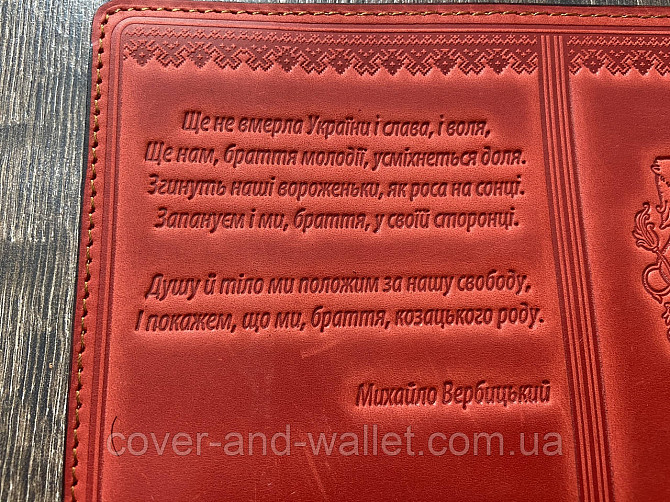 Ще не вмерла України і слава, і воля,
Ще нам, браття молодії, усміхнеться доля.
Згинуть наші вороженьки, як роса на сонці.
Запануєм і ми, браття, у своїй сторонці.
Душу й тіло ми положим за нашу свободу,
І покажем, що ми, браття, козацького роду.
Михайло Вербицький
cover-and-wallet.com.ua